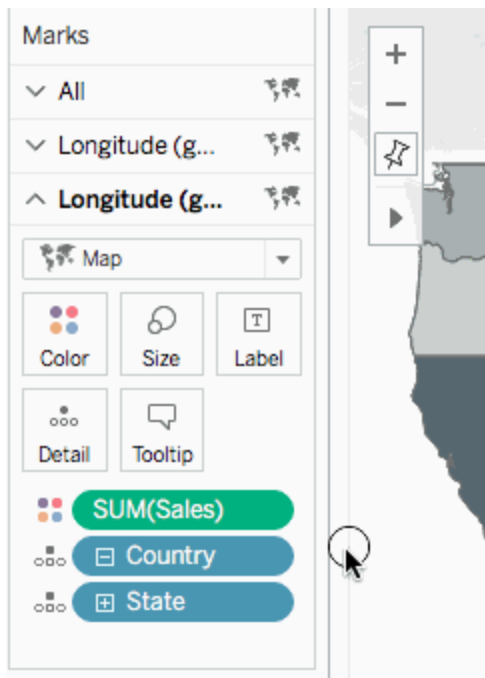 Marks
All
Longitude (g...
Longitude (g...
Map
Color Size Label
Detail Tooltip
SUM(Sales)
Country
State